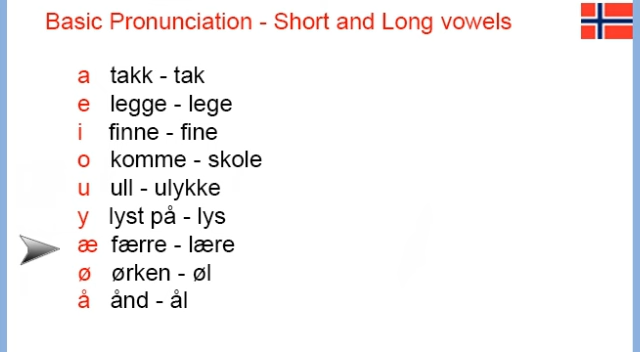 Basic Pronunciation - Short and Long vowels
a takk - tak
e legge - lege
i finne - fine
o komme - skole
u ull - ulykke
y lyst på - lys
æ færre - lære
ø ørken - øl
å ånd - ål